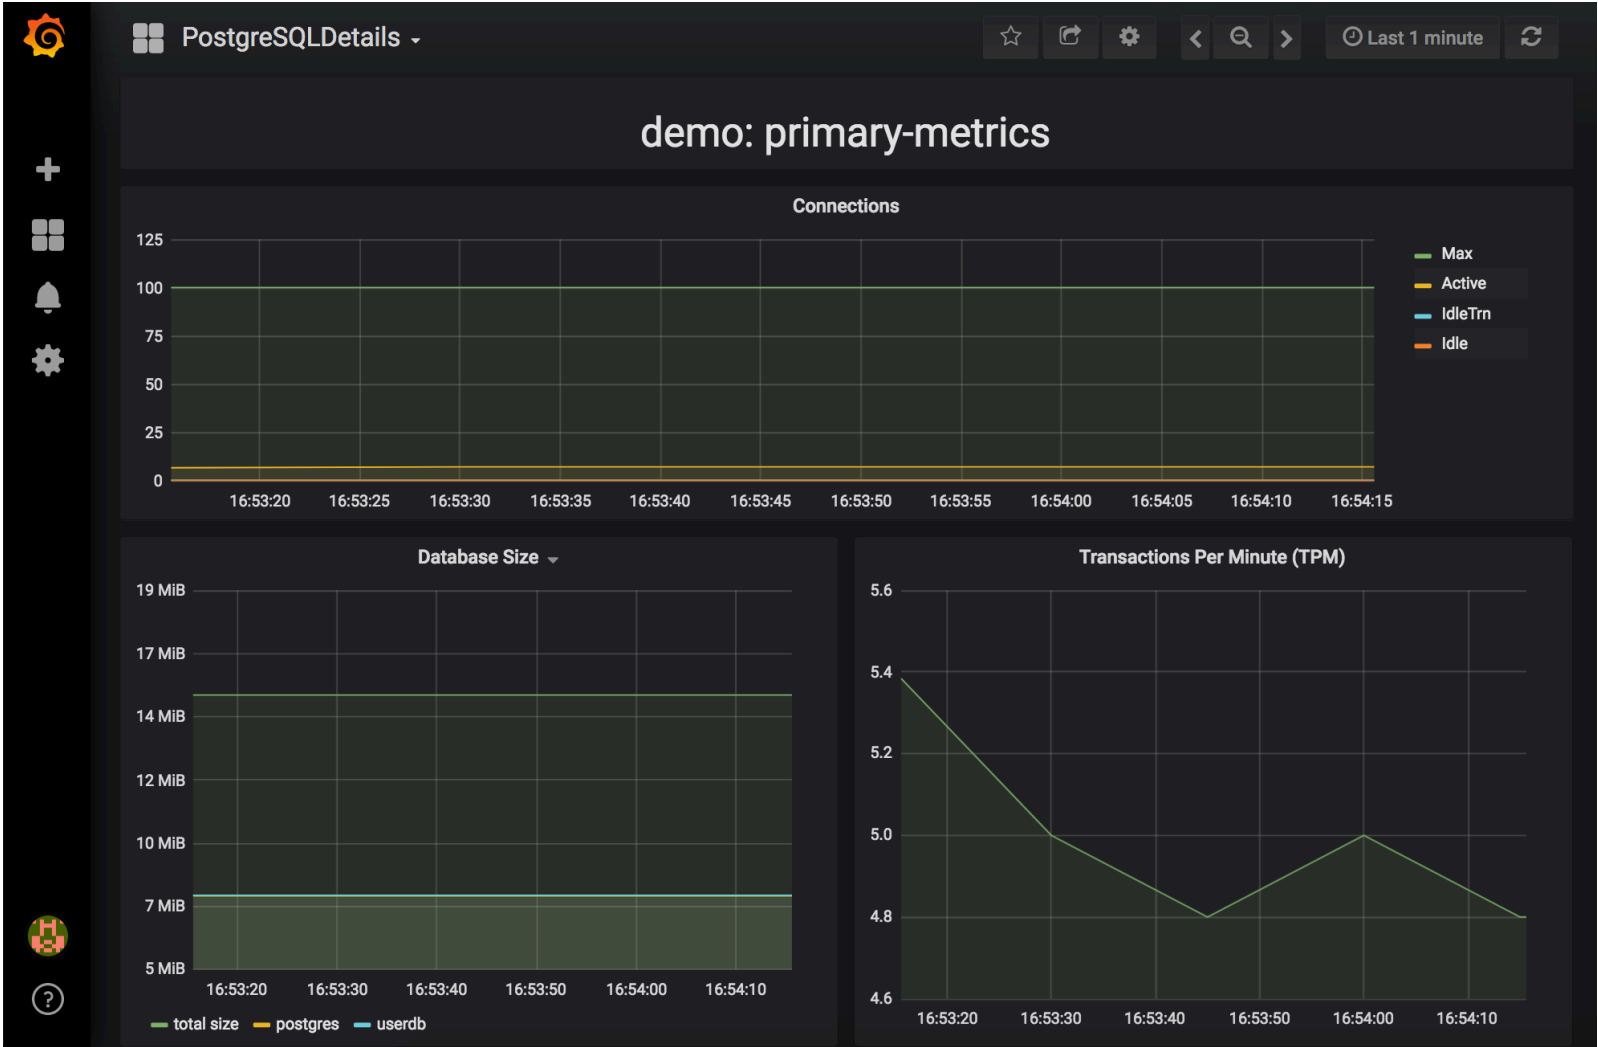 PostgreSQLDetails
Last 1 minute
demo: primary-metrics
Connections
125
100
75
50
25
0
16:53:20 16:53:25 16:53:30 16:53:35 16:53:40 16:53:45 16:53:50 16:53:55 16:54:00 16:54:05 16:54:10 16:54:15
Max
Active
IdleTrn
Idle
Database Size
19 MiB
17 MiB
14 MiB
12 MiB
10 MiB
7 MiB
5 MiB
16:53:20 16:53:30 16:53:40 16:53:50 16:54:00 16:54:10
total size postgres userdb
Transactions Per Minute (TPM)
5.6
5.4
5.2
5.0
4.8
4.6
16:53:20 16:53:30 16:53:40 16:53:50 16:54:00 16:54:10